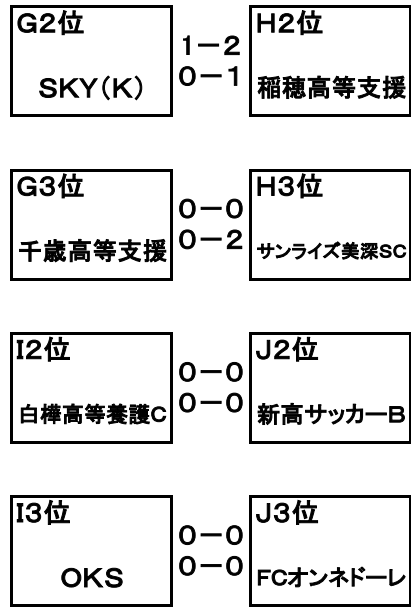 G2位
SKY(K)
1－2
0－1
H2位
稲穂高等支援
G3位
千歳高等支援
0－0
0－2
H3位
サンライズ美深SC
I2位
白樺高等養護C
0－0
0－0
J2位
新高サッカーB
I3位
OKS
0－0
0－0
J3位
FCオンネドーレ